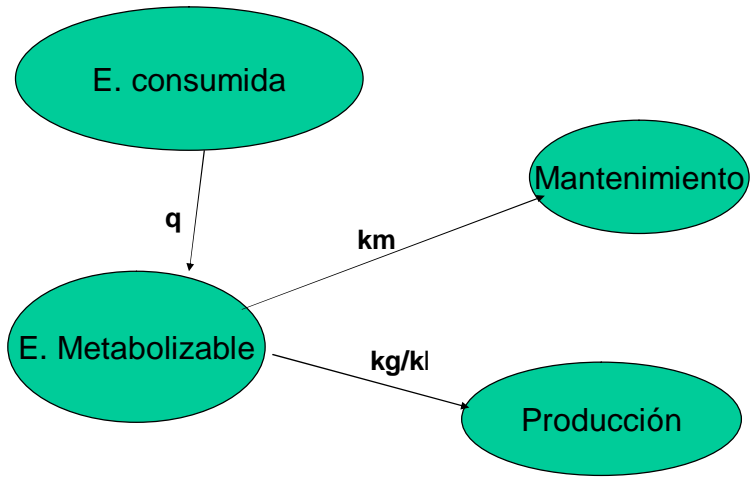 E. consumida
Mantenimiento
q
km
E. Metabolizable
kg/kl
Producción